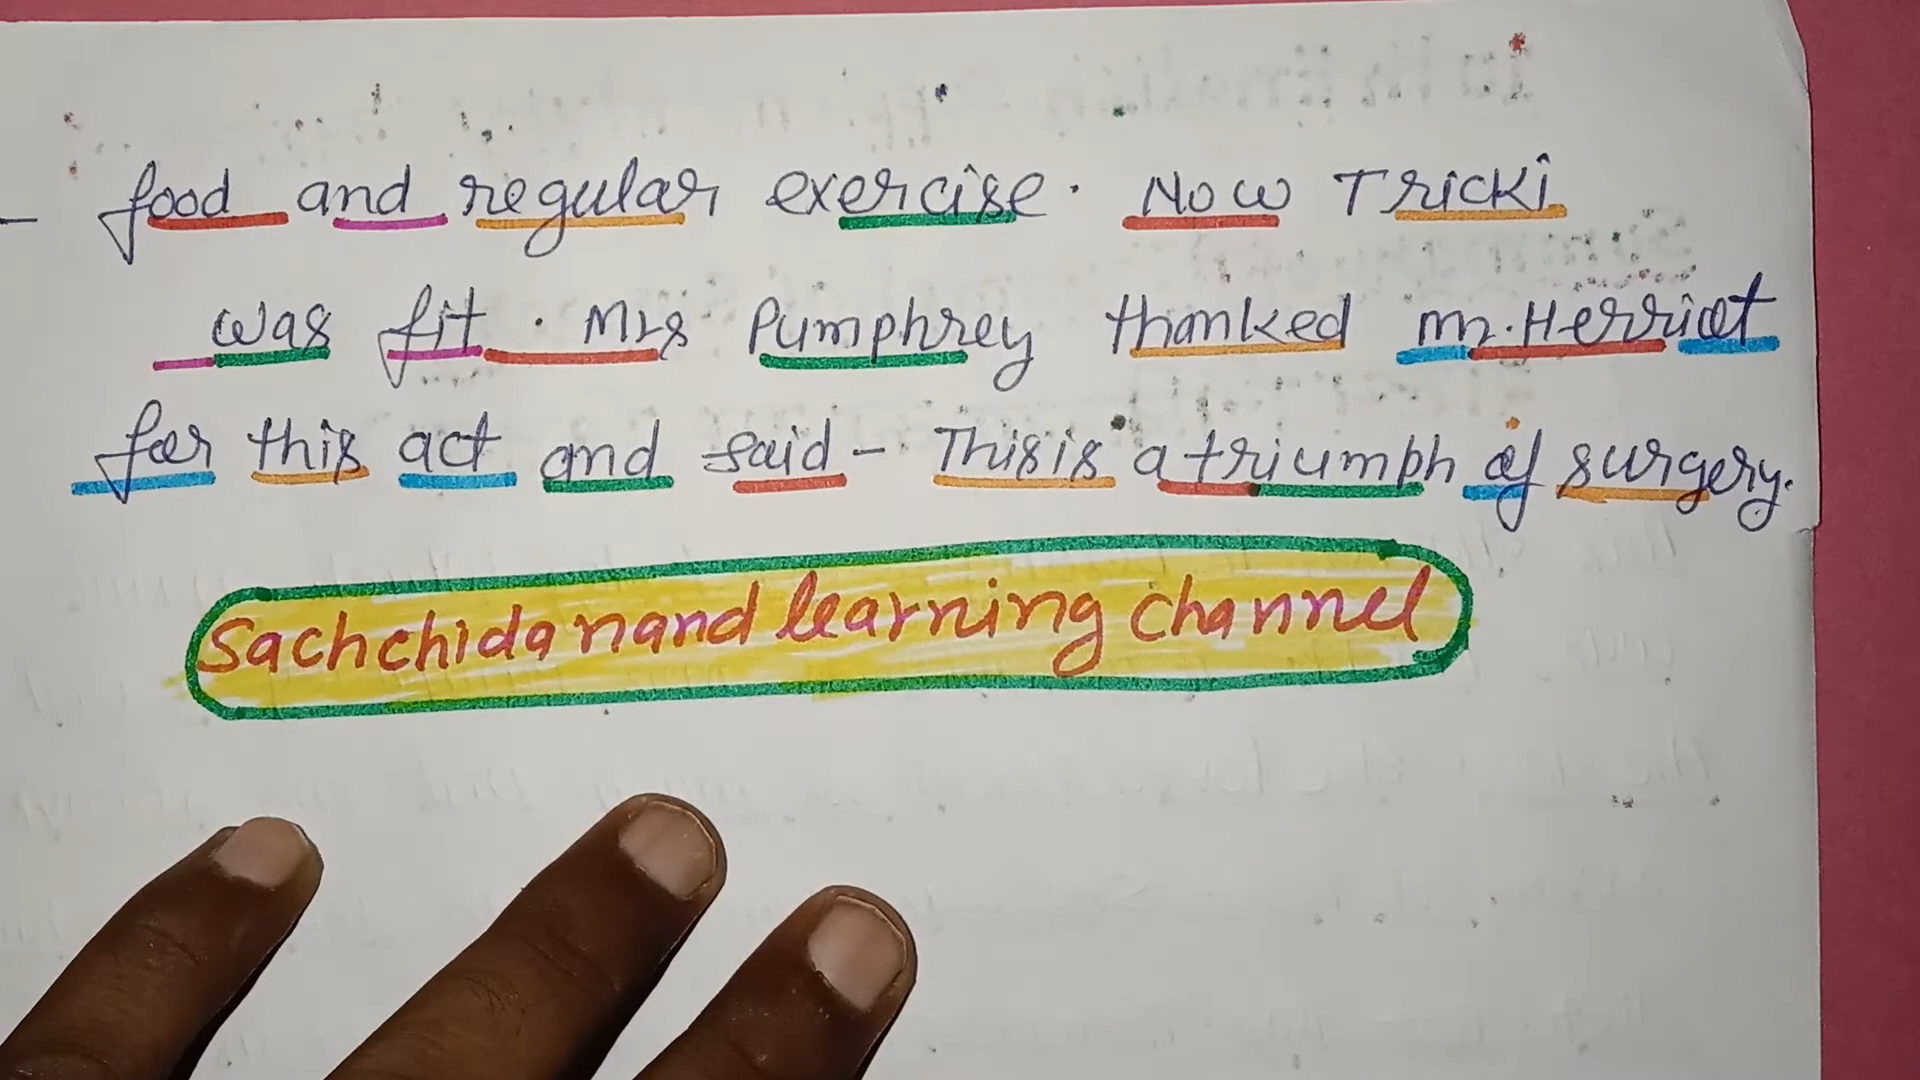 food and regular exercise. Now Tricki
was fit. Mrs Pumphrey thanked Mr. Herriot
for this act and said - This is a triumph of surgery.
Sachchidanand learning channel